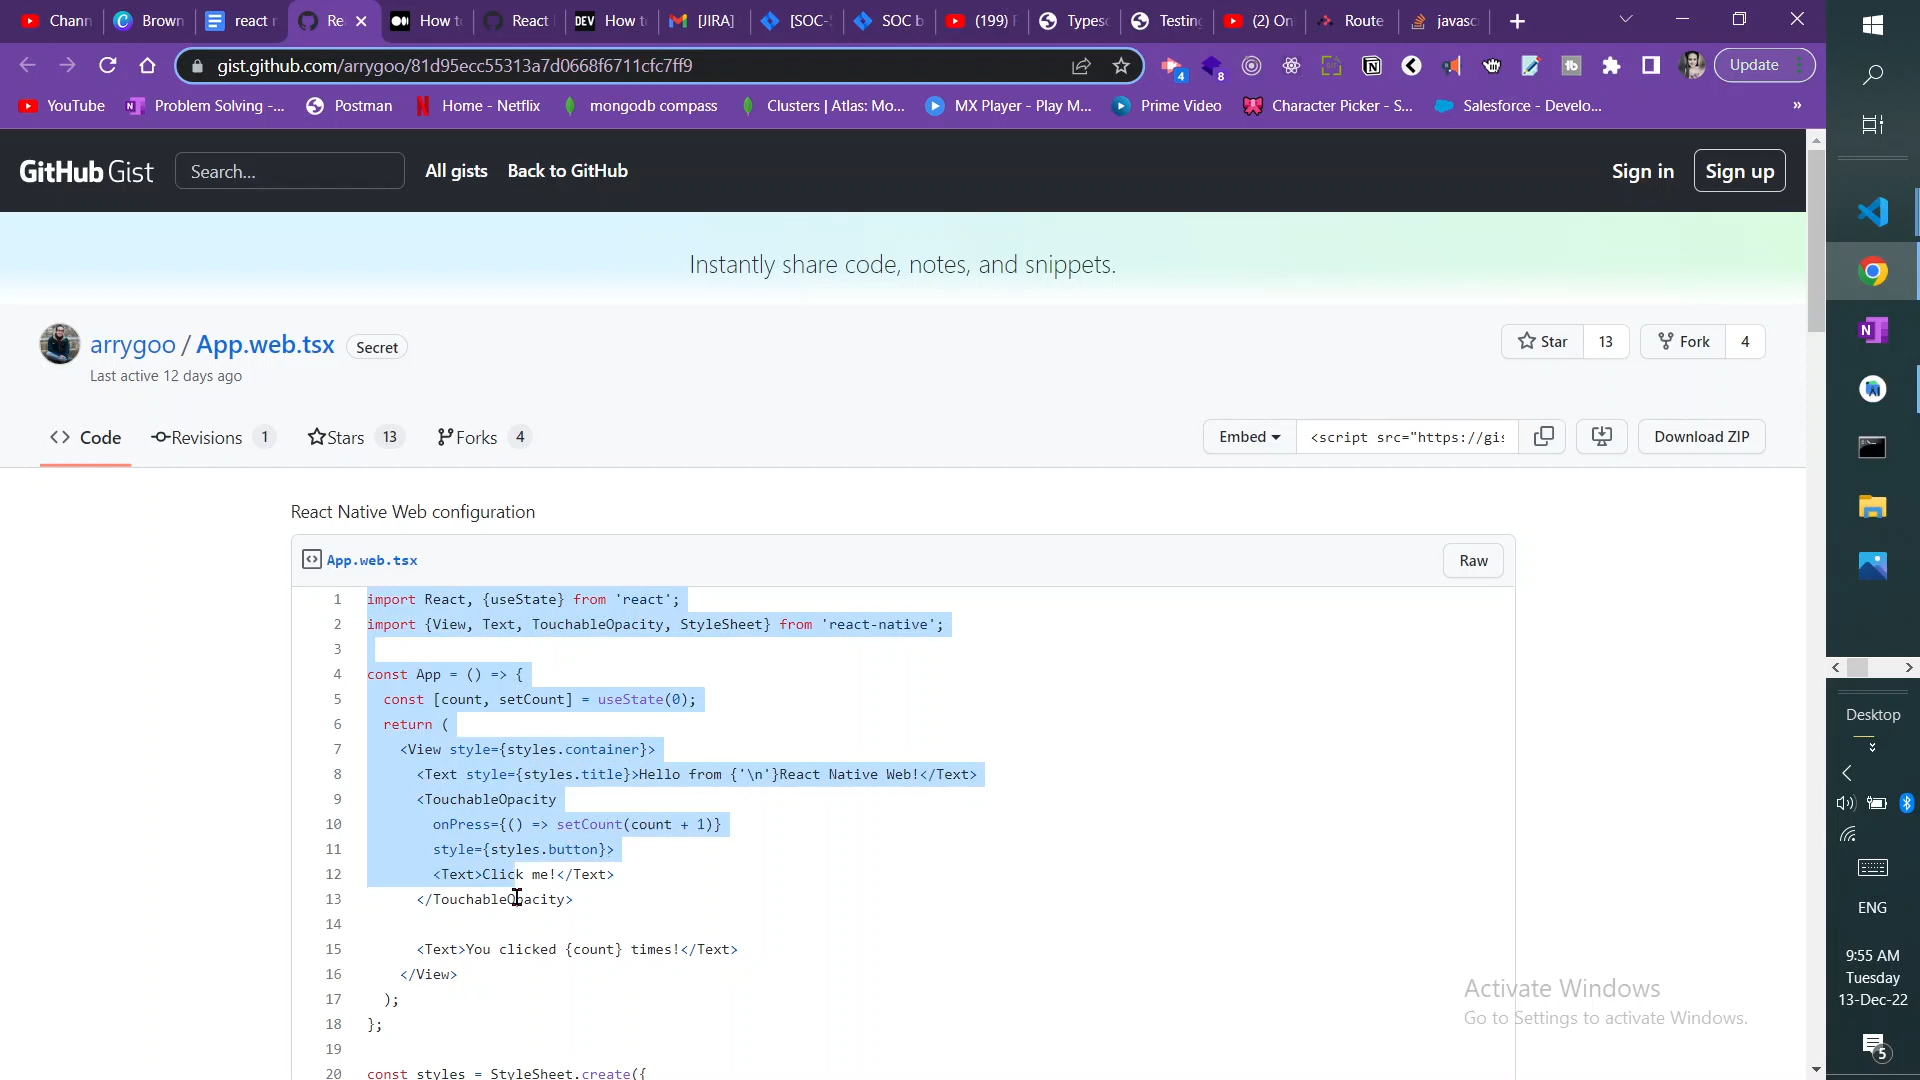 Chann
Brown
react r
Re
How to
React
DEV How to
[JIRA]
[SOC-
SOC b
(199) F
Typesc
Testing
(2) On
Route
javasc
gist.github.com/arrygoo/81d95ecc55313a7d0668f6711cfc7ff9
4
8
Update
YouTube
Problem Solving -...
Postman
Home - Netflix
mongodb compass
Clusters | Atlas: Mo...
MX Player - Play M...
Prime Video
Character Picker - S...
Salesforce - Develo...
»
GitHub Gist
Search...
All gists
Back to GitHub
Sign in
Sign up
Instantly share code, notes, and snippets.
arrygoo / App.web.tsx
Secret
Last active 12 days ago
Star 13
Fork 4
Code
Revisions 1
Stars 13
Forks 4
Embed
<script src="https://gis
Download ZIP
React Native Web configuration
App.web.tsx
Raw
1 import React, {useState} from 'react';
2 import {View, Text, TouchableOpacity, StyleSheet} from 'react-native';
3
4 const App = () => {
5 const [count, setCount] = useState(0);
6 return (
7 <View style={styles.container}>
8 <Text style={styles.title}>Hello from {'\n'}React Native Web!</Text>
9 <TouchableOpacity
10 onPress={() => setCount(count + 1)}
11 style={styles.button}>
12 <Text>Click me!</Text>
13 </TouchableOpacity>
14
15 <Text>You clicked {count} times!</Text>
16 </View>
17 );
18 };
19
20 const styles = StyleSheet.create({
Activate Windows
Go to Settings to activate Windows.
Desktop
ENG
9:55 AM
Tuesday
13-Dec-22
5